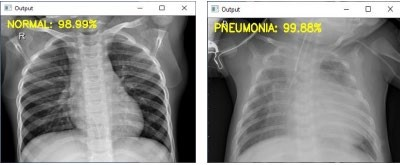 Output
NORMAL: 98.99%
R
Output
PNEUMONIA: 99.88%